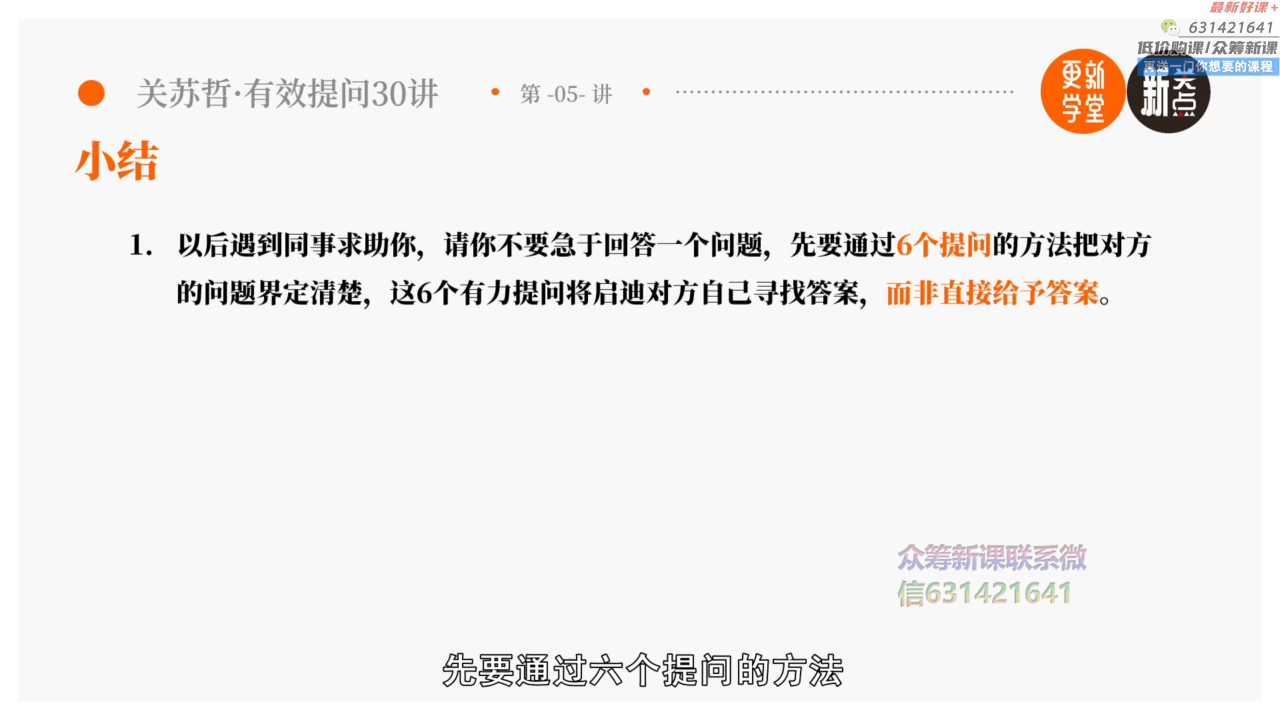 最新好课+
631421641
低价购课/众筹新课
再送一门你想要的课程
关苏哲·有效提问30讲 • 第 -05- 讲 •
更新
学堂
新关点
小结
1. 以后遇到同事求助你，请你不要急于回答一个问题，先要通过6个提问的方法把对方
的问题界定清楚，这6个有力提问将启迪对方自己寻找答案，而非直接给予答案。
众筹新课联系微
信631421641
先要通过六个提问的方法